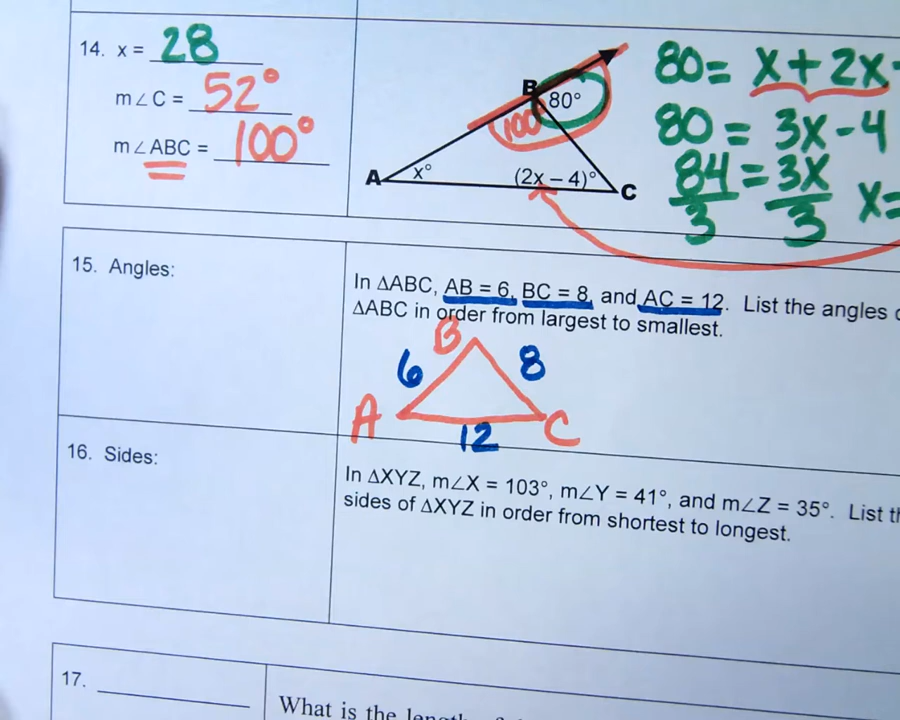 14. x = 28
m∠C = 52°
m∠ABC = 100°
B
80°
100
A
x°
(2x – 4)°
C
80 = x + 2x -
80 = 3x - 4
84 = 3x
3 3
x =
15. Angles:
In ΔABC, AB = 6, BC = 8, and AC = 12. List the angles
ΔABC in order from largest to smallest.
B
6
8
A
12
C
16. Sides:
In ΔXYZ, m∠X = 103°, m∠Y = 41°, and m∠Z = 35°. List
sides of ΔXYZ in order from shortest to longest.
17.
What is the